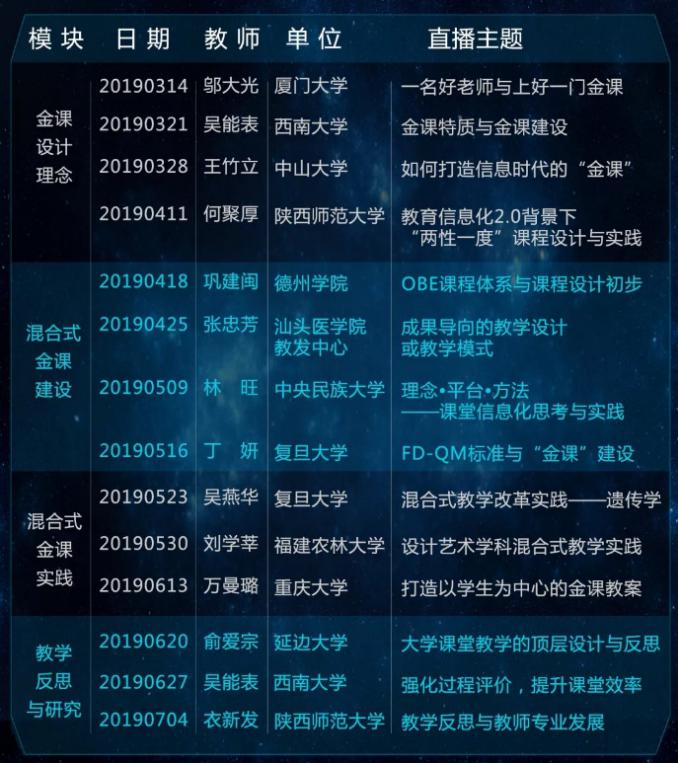 模块 日期 教师 单位 直播主题
金课
设计
理念
20190314 邬大光 厦门大学 一名好老师与上好一门金课
20190321 吴能表 西南大学 金课特质与金课建设
20190328 王竹立 中山大学 如何打造信息时代的“金课”
20190411 何聚厚 陕西师范大学 教育信息化2.0背景下
“两性一度”课程设计与实践
混合式
金课
建设
20190418 巩建闽 德州学院 OBE课程体系与课程设计初步
20190425 张忠芳 汕头医学院 成果导向的教学设计
教发中心 或教学模式
20190509 林 旺 中央民族大学 理念•平台•方法
——课堂信息化思考与实践
20190516 丁 妍 复旦大学 FD-QM标准与“金课”建设
混合式
金课
实践
20190523 吴燕华 复旦大学 混合式教学改革实践——遗传学
20190530 刘学莘 福建农林大学 设计艺术学科混合式教学实践
20190613 万曼璐 重庆大学 打造以学生为中心的金课教案
教学
反思
与研究
20190620 俞爱宗 延边大学 大学课堂教学的顶层设计与反思
20190627 吴能表 西南大学 强化过程评价，提升课堂效率
20190704 衣新发 陕西师范大学 教学反思与教师专业发展